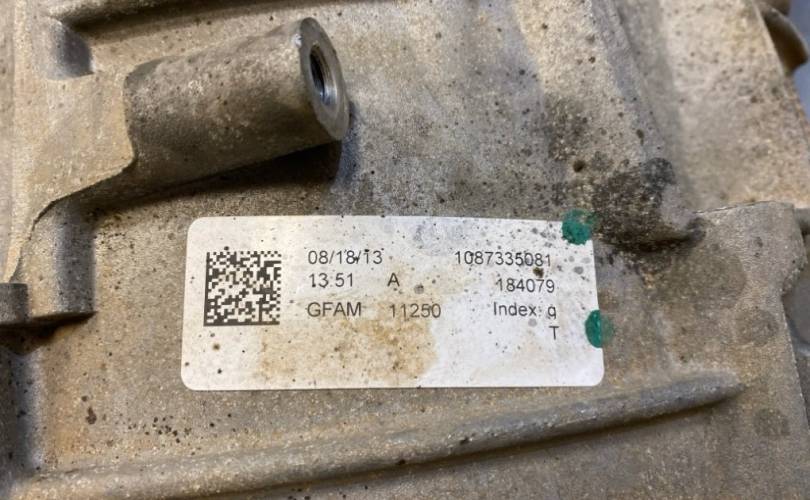 08/18/13 1087335081
13:51 A 184079
GFAM 11250 Index: q
T